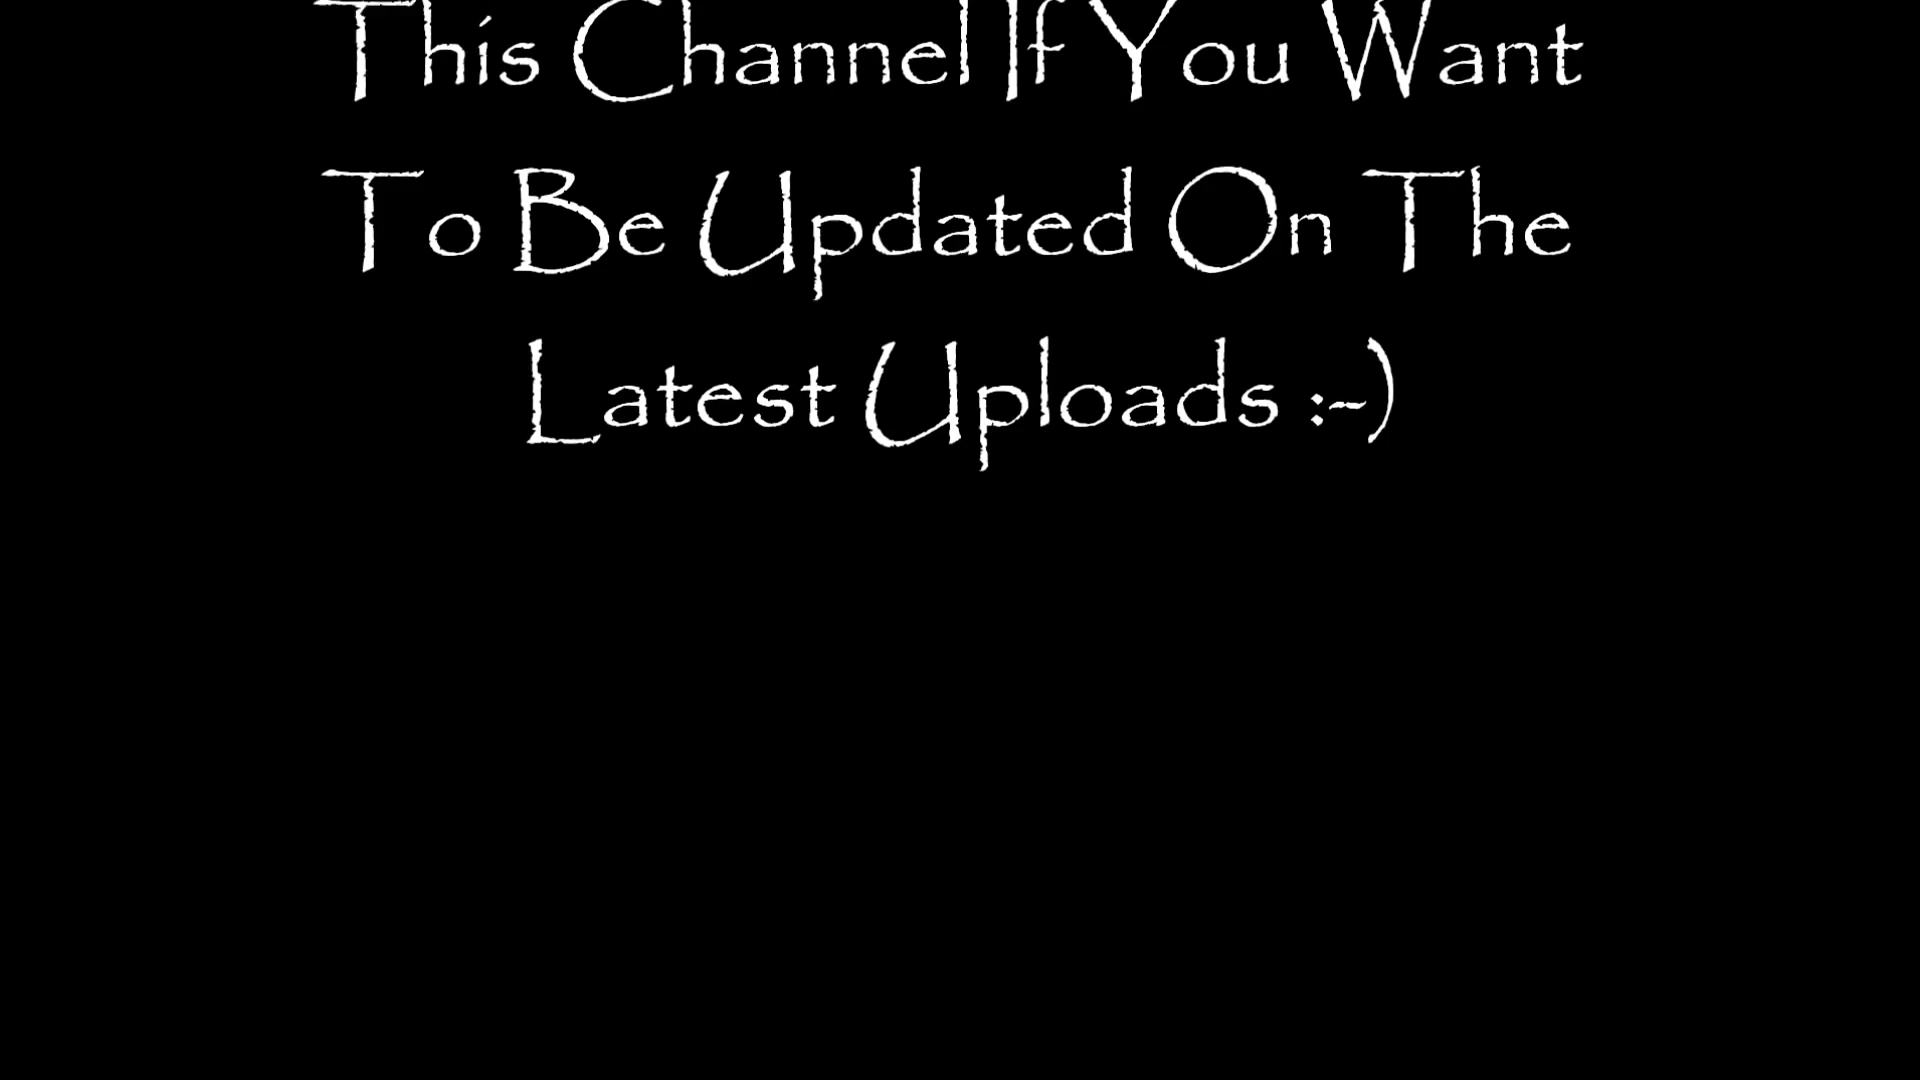 This Channel If You Want
To Be Updated On The
Latest Uploads :-)